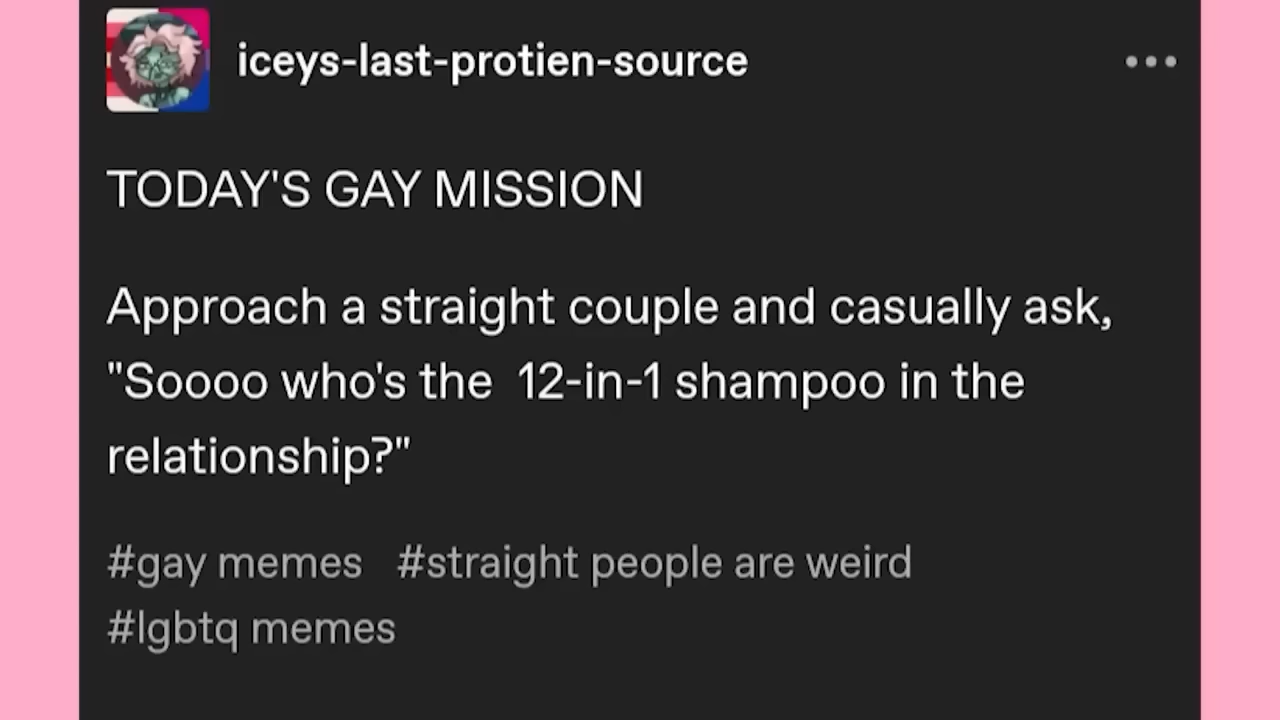 iceys-last-protien-source
TODAY'S GAY MISSION
Approach a straight couple and casually ask,
"Soooo who's the  12-in-1 shampoo in the
relationship?"
#gay memes #straight people are weird
#lgbtq memes